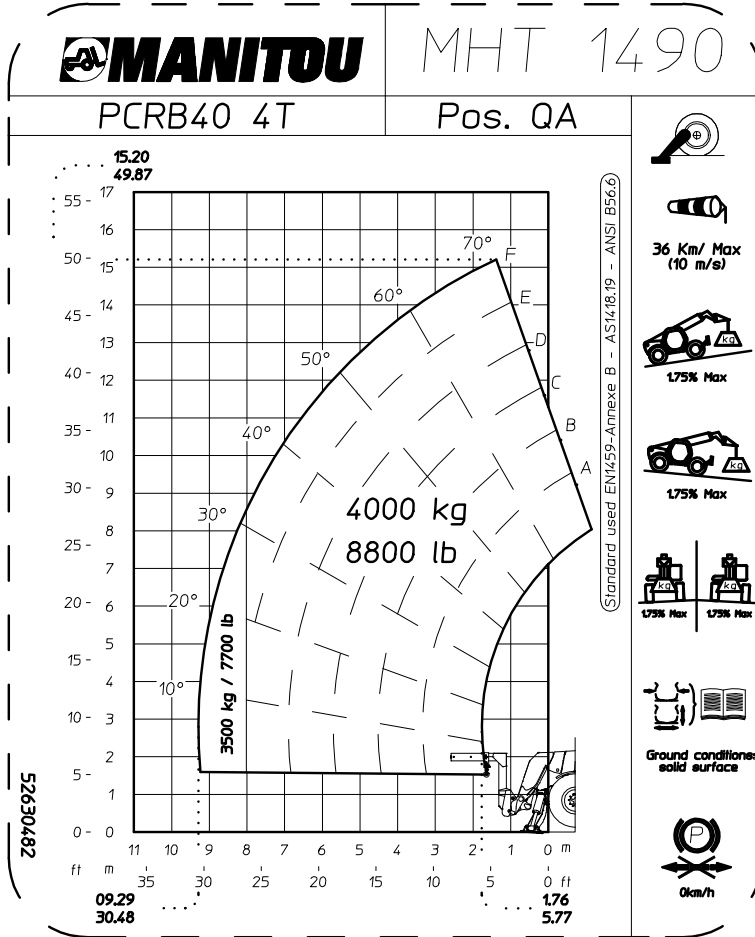 MANITOU
MHT 1490
PCRB40 4T
Pos. QA
15.20
49.87
17
55
16
50
15
14
45
13
40
12
11
35
10
30
9
8
25
7
20
6
5
15
4
10
3
2
5
1
0
0
70°
60°
50°
40°
30°
20°
10°
F
E
D
C
B
A
4000 kg
8800 lb
3500 kg / 7700 lb
Standard used EN1459-Annexe B - AS1418.19 - ANSI B56.6
ft m
11 10 9 8 7 6 5 4 3 2 1 0 m
35 30 25 20 15 10 5 0 ft
09.29
30.48
1.76
5.77
52630482
36 Km/ Max
(10 m/s)
kg
1.75% Max
kg
1.75% Max
kg kg
1.75% Max 1.75% Max
Ground conditions
solid surface
P
0km/h